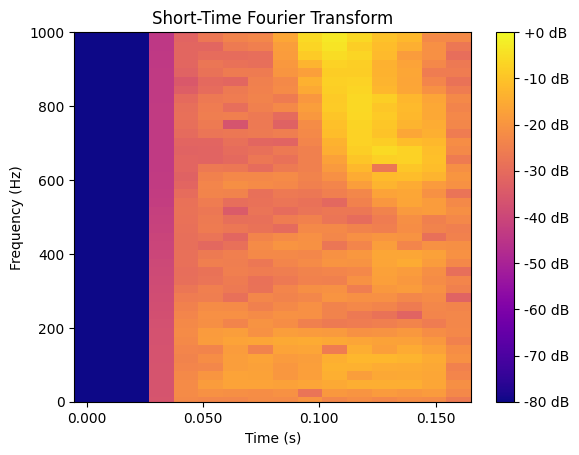 Short-Time Fourier Transform
1000
800
600
400
200
0
Frequency (Hz)
0.000
0.050
0.100
0.150
Time (s)
+0 dB
-10 dB
-20 dB
-30 dB
-40 dB
-50 dB
-60 dB
-70 dB
-80 dB